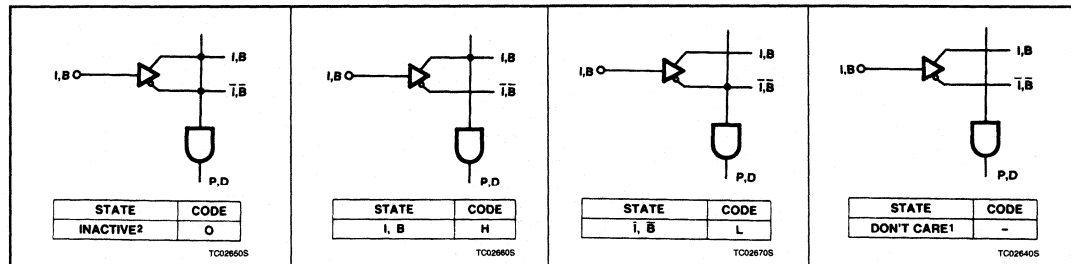 I,B
I,B
I̅,B̅
P,D
STATE CODE
INACTIVE2 O
TC02650S
I,B
I,B
I̅,B̅
P,D
STATE CODE
I, B H
TC02660S
I,B
I,B
I̅,B̅
P,D
STATE CODE
I̅, B̅ L
TC02670S
I,B
I,B
I̅,B̅
P,D
STATE CODE
DON'T CARE1 –
TC02640S